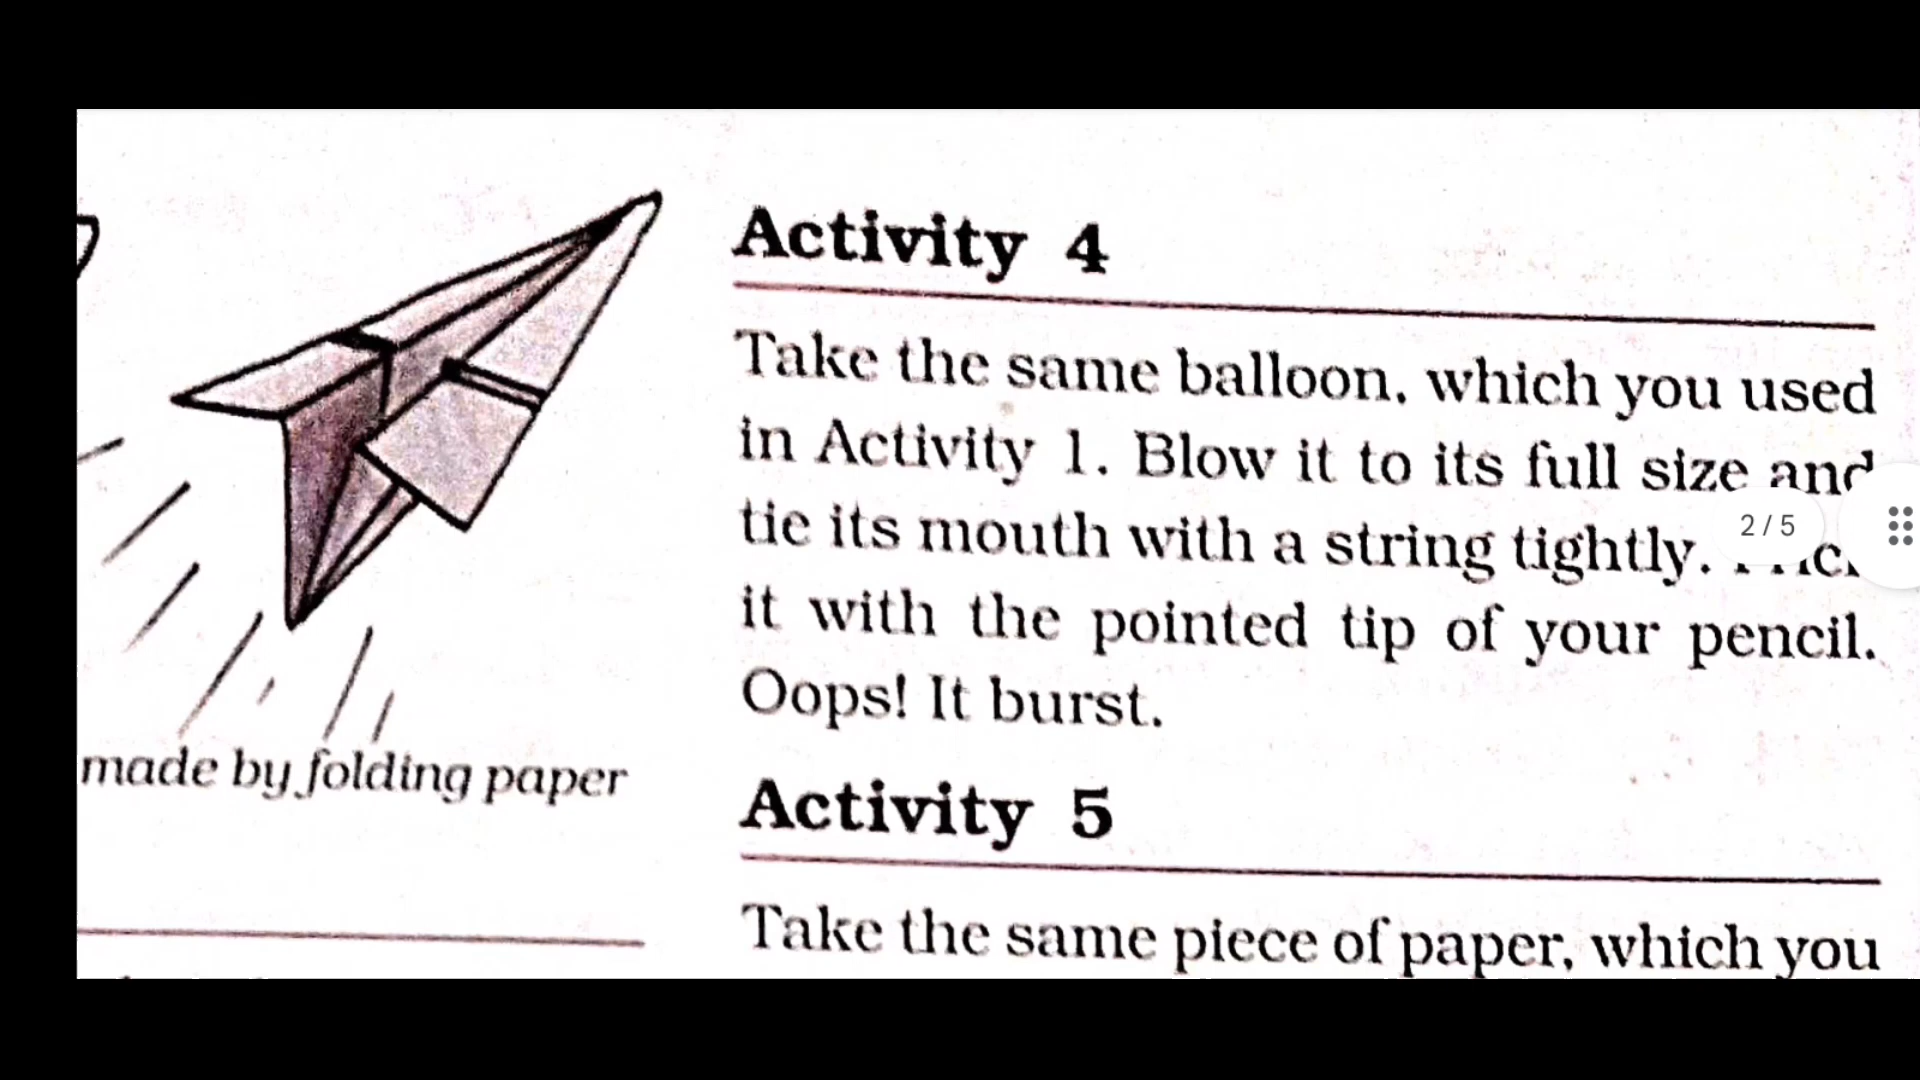 Activity 4
Take the same balloon, which you used
in Activity 1. Blow it to its full size and
tie its mouth with a string tightly.
it with the pointed tip of your pencil.
Oops! It burst.
made by folding paper
Activity 5
Take the same piece of paper, which you
2/5